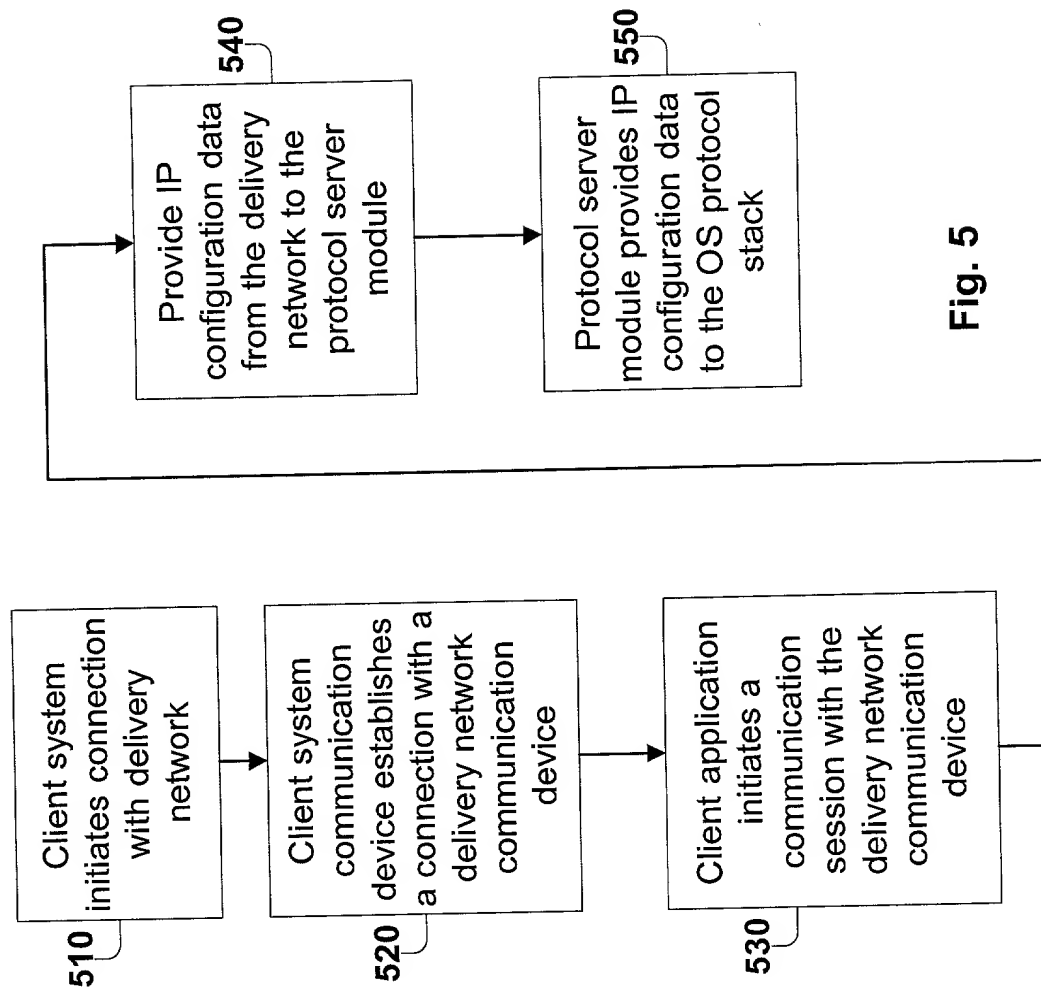 510
Client system
initiates connection
with delivery
network
520
Client system
communication
device establishes
a connection with a
delivery network
communication
device
530
Client application
initiates a
communication
session with the
delivery network
communication
device
540
Provide IP
configuration data
from the delivery
network to the
protocol server
module
550
Protocol server
module provides IP
configuration data
to the OS protocol
stack
Fig. 5